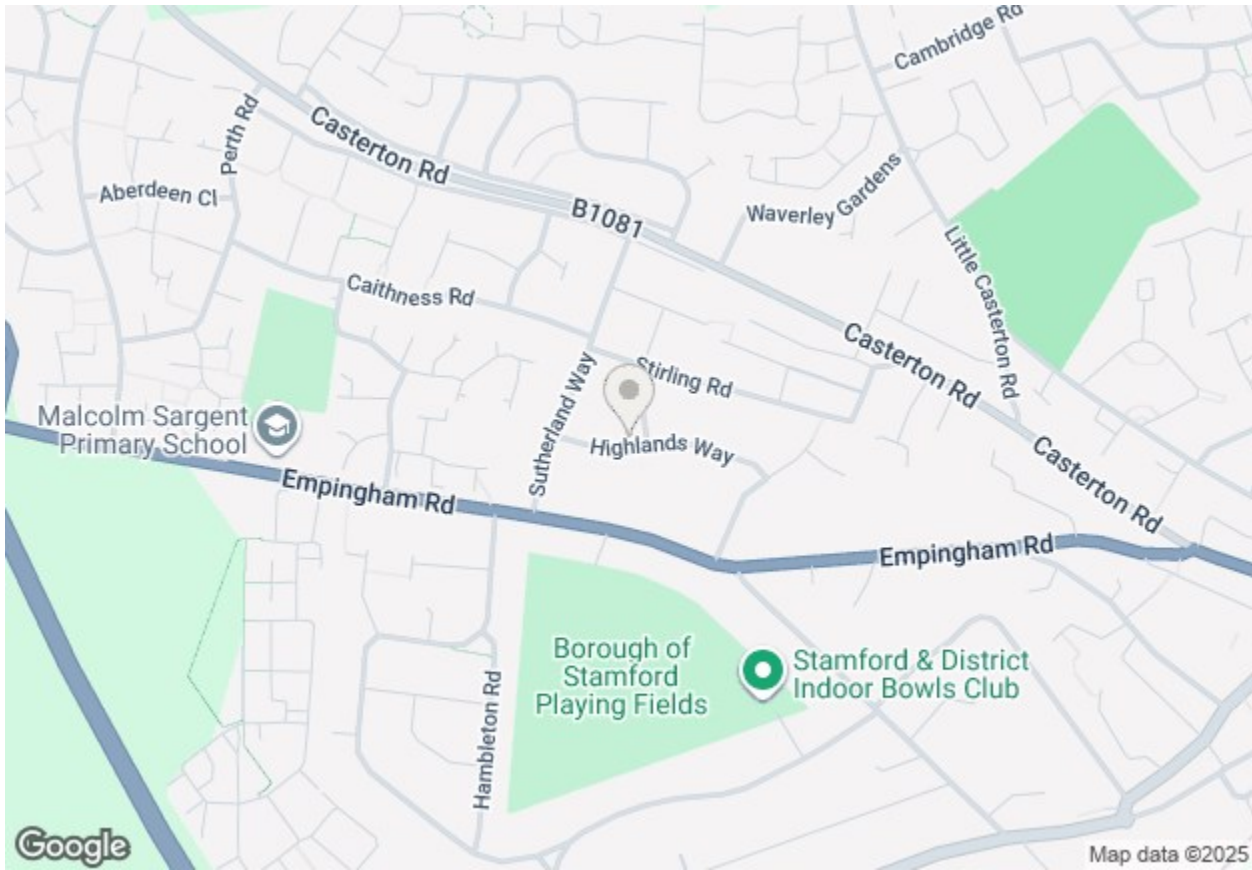 Cambridge Rd
Perth Rd
Casterton Rd
Aberdeen Cl
B1081
Waverley Gardens
Little Casterton Rd
Caithness Rd
Casterton Rd
Stirling Rd
Sutherland Way
Malcolm Sargent
Primary School
Highlands Way
Casterton Rd
Empingham Rd
Empingham Rd
Borough of
Stamford
Playing Fields
Stamford & District
Indoor Bowls Club
Hambleton Rd
Google
Map data ©2025